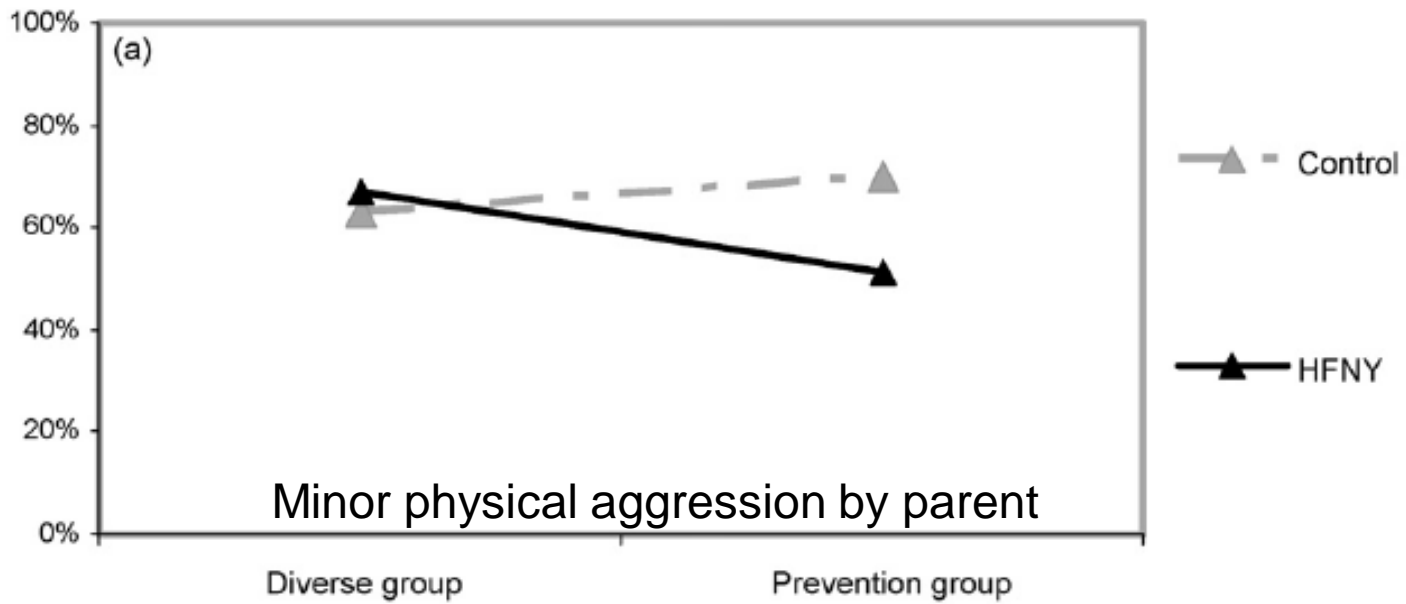 100%
(a)
80%
Control
60%
40%
HFNY
20%
Minor physical aggression by parent
0%
Diverse group
Prevention group